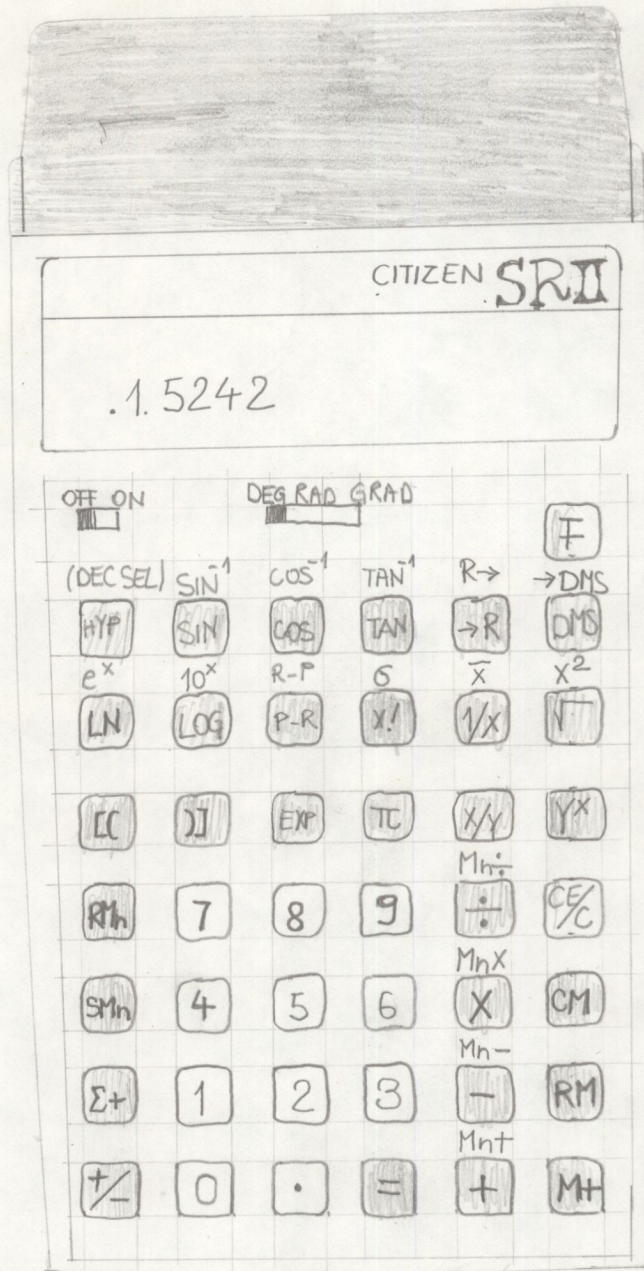 CITIZEN SRII
.1.5242
OFF ON DEG RAD GRAD
F
(DEC SEL) SIN⁻¹ COS⁻¹ TAN⁻¹ R→ →DMS
HYP SIN COS TAN →R DMS
eˣ 10ˣ R-P σ x̅ X²
LN LOG P-R X! 1/X √
[( )] EXP π X/Y Yˣ
Mn÷
RMn 7 8 9 ÷ CE/C
MnX
SMn 4 5 6 X CM
Mn-
Σ+ 1 2 3 - RM
Mn+
+/- 0 . = + M+